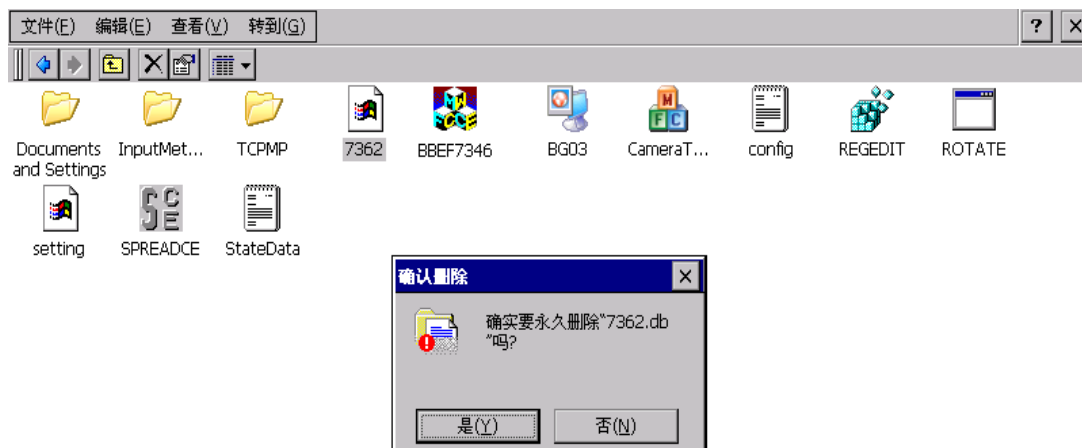 文件(F) 编辑(E) 查看(V) 转到(G)
?
Documents
and Settings
InputMet...
TCPMP
7362
BBEF7346
BG03
CameraT...
config
REGEDIT
ROTATE
setting
SPREADCE
StateData
确认删除
确实要永久删除"7362.db
"吗?
是(Y) 否(N)